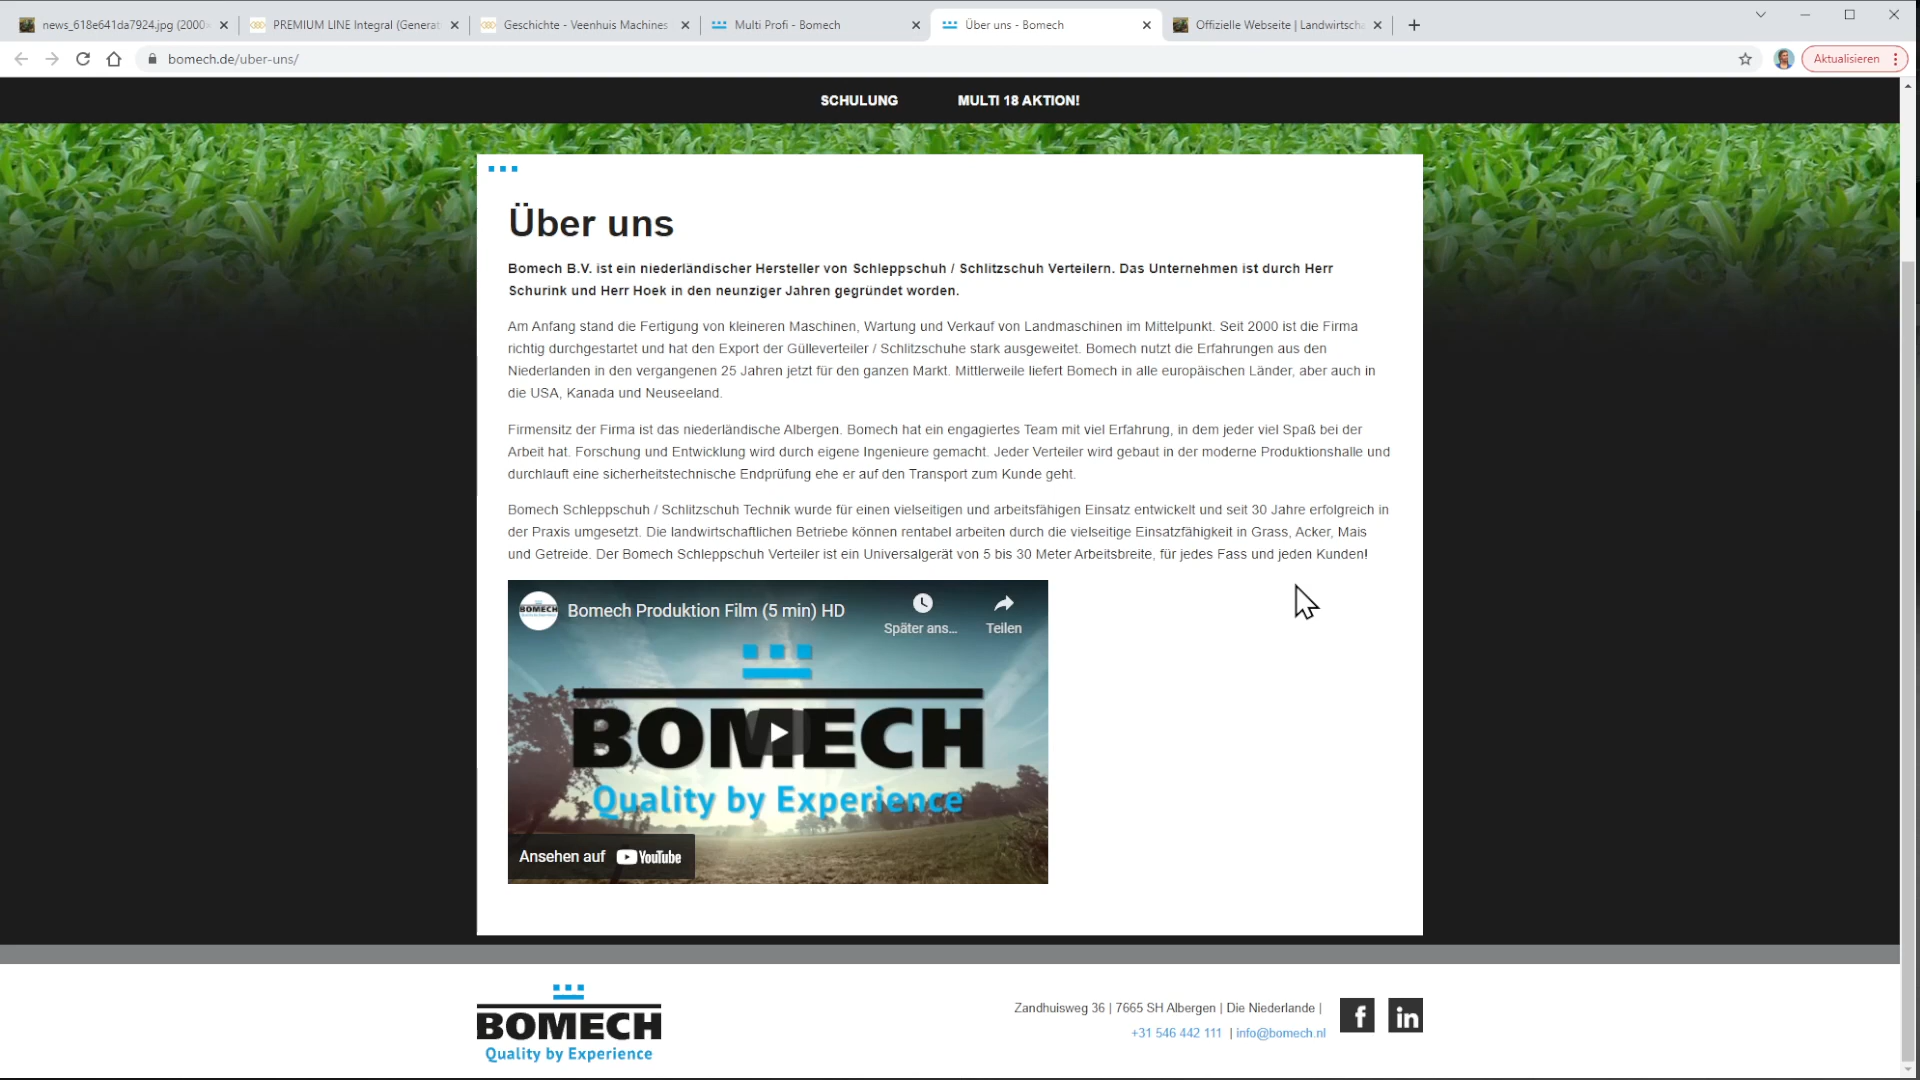 news_618e641da7924.jpg (2000
PREMIUM LINE Integral (Generat
Geschichte - Veenhuis Machines
Multi Profi - Bomech
Über uns - Bomech
Offizielle Webseite | Landwirtscha
bomech.de/uber-uns/
Aktualisieren
SCHULUNG
MULTI 18 AKTION!
Über uns
Bomech B.V. ist ein niederländischer Hersteller von Schleppschuh / Schlitzschuh Verteilern. Das Unternehmen ist durch Herr
Schurink und Herr Hoek in den neunziger Jahren gegründet worden.
Am Anfang stand die Fertigung von kleineren Maschinen, Wartung und Verkauf von Landmaschinen im Mittelpunkt. Seit 2000 ist die Firma
richtig durchgestartet und hat den Export der Gülleverteiler / Schlitzschuhe stark ausgeweitet. Bomech nutzt die Erfahrungen aus den
Niederlanden in den vergangenen 25 Jahren jetzt für den ganzen Markt. Mittlerweile liefert Bomech in alle europäischen Länder, aber auch in
die USA, Kanada und Neuseeland.
Firmensitz der Firma ist das niederländische Albergen. Bomech hat ein engagiertes Team mit viel Erfahrung, in dem jeder viel Spaß bei der
Arbeit hat. Forschung und Entwicklung wird durch eigene Ingenieure gemacht. Jeder Verteiler wird gebaut in der moderne Produktionshalle und
durchlauft eine sicherheitstechnische Endprüfung ehe er auf den Transport zum Kunde geht.
Bomech Schleppschuh / Schlitzschuh Technik wurde für einen vielseitigen und arbeitsfähigen Einsatz entwickelt und seit 30 Jahre erfolgreich in
der Praxis umgesetzt. Die landwirtschaftlichen Betriebe können rentabel arbeiten durch die vielseitige Einsatzfähigkeit in Grass, Acker, Mais
und Getreide. Der Bomech Schleppschuh Verteiler ist ein Universalgerät von 5 bis 30 Meter Arbeitsbreite, für jedes Fass und jeden Kunden!
BOMECH
Bomech Produktion Film (5 min) HD
Später ans...
Teilen
BOMECH
Quality by Experience
Ansehen auf YouTube
BOMECH
Quality by Experience
Zandhuisweg 36 | 7665 SH Albergen | Die Niederlande |
+31 546 442 111 | info@bomech.nl